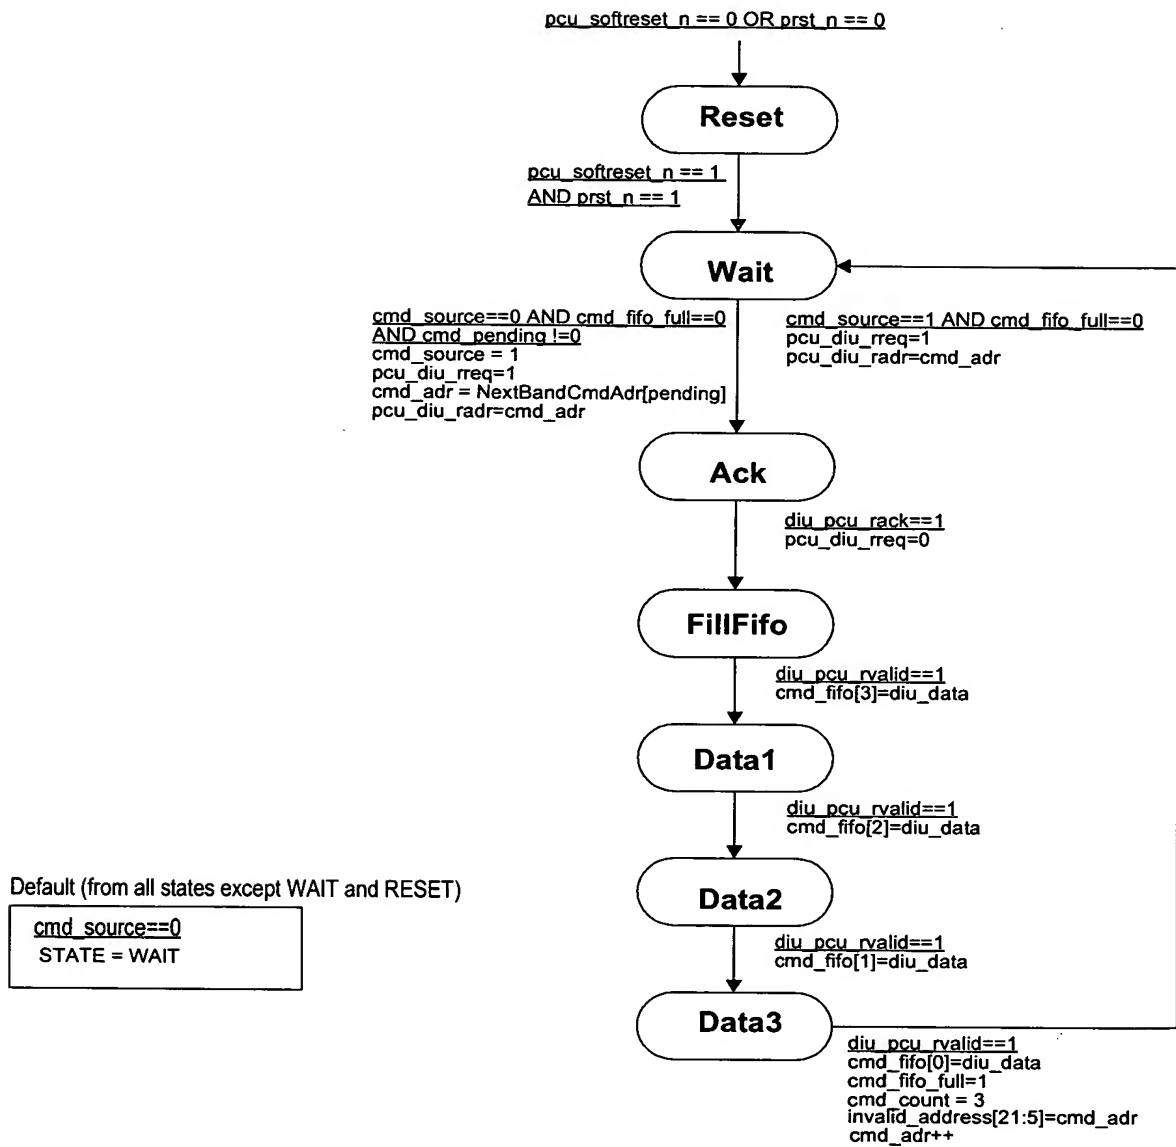 pcu_softreset_n == 0 OR prst_n == 0
Reset
pcu_softreset_n == 1
AND prst_n == 1
Wait
cmd_source==0 AND cmd_fifo_full==0
AND cmd_pending !=0
cmd_source = 1
pcu_diu_rreq=1
cmd_adr = NextBandCmdAdr[pending]
pcu_diu_radr=cmd_adr
cmd_source==1 AND cmd_fifo_full==0
pcu_diu_rreq=1
pcu_diu_radr=cmd_adr
Ack
diu_pcu_rack==1
pcu_diu_rreq=0
FillFifo
diu_pcu_rvalid==1
cmd_fifo[3]=diu_data
Data1
diu_pcu_rvalid==1
cmd_fifo[2]=diu_data
Default (from all states except WAIT and RESET)
cmd_source==0
STATE = WAIT
Data2
diu_pcu_rvalid==1
cmd_fifo[1]=diu_data
Data3
diu_pcu_rvalid==1
cmd_fifo[0]=diu_data
cmd_fifo_full=1
cmd_count = 3
invalid_address[21:5]=cmd_adr
cmd_adr++